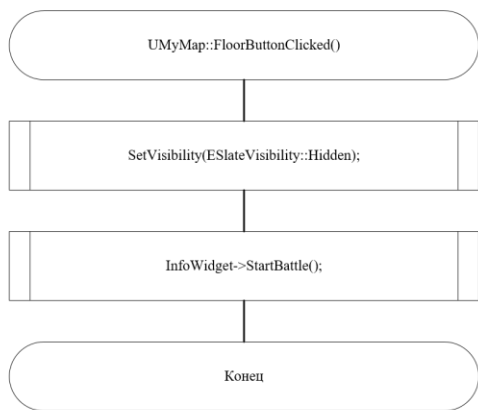 UMyMap::FloorButtonClicked()
SetVisibility(ESlateVisibility::Hidden);
InfoWidget->StartBattle();
Конец